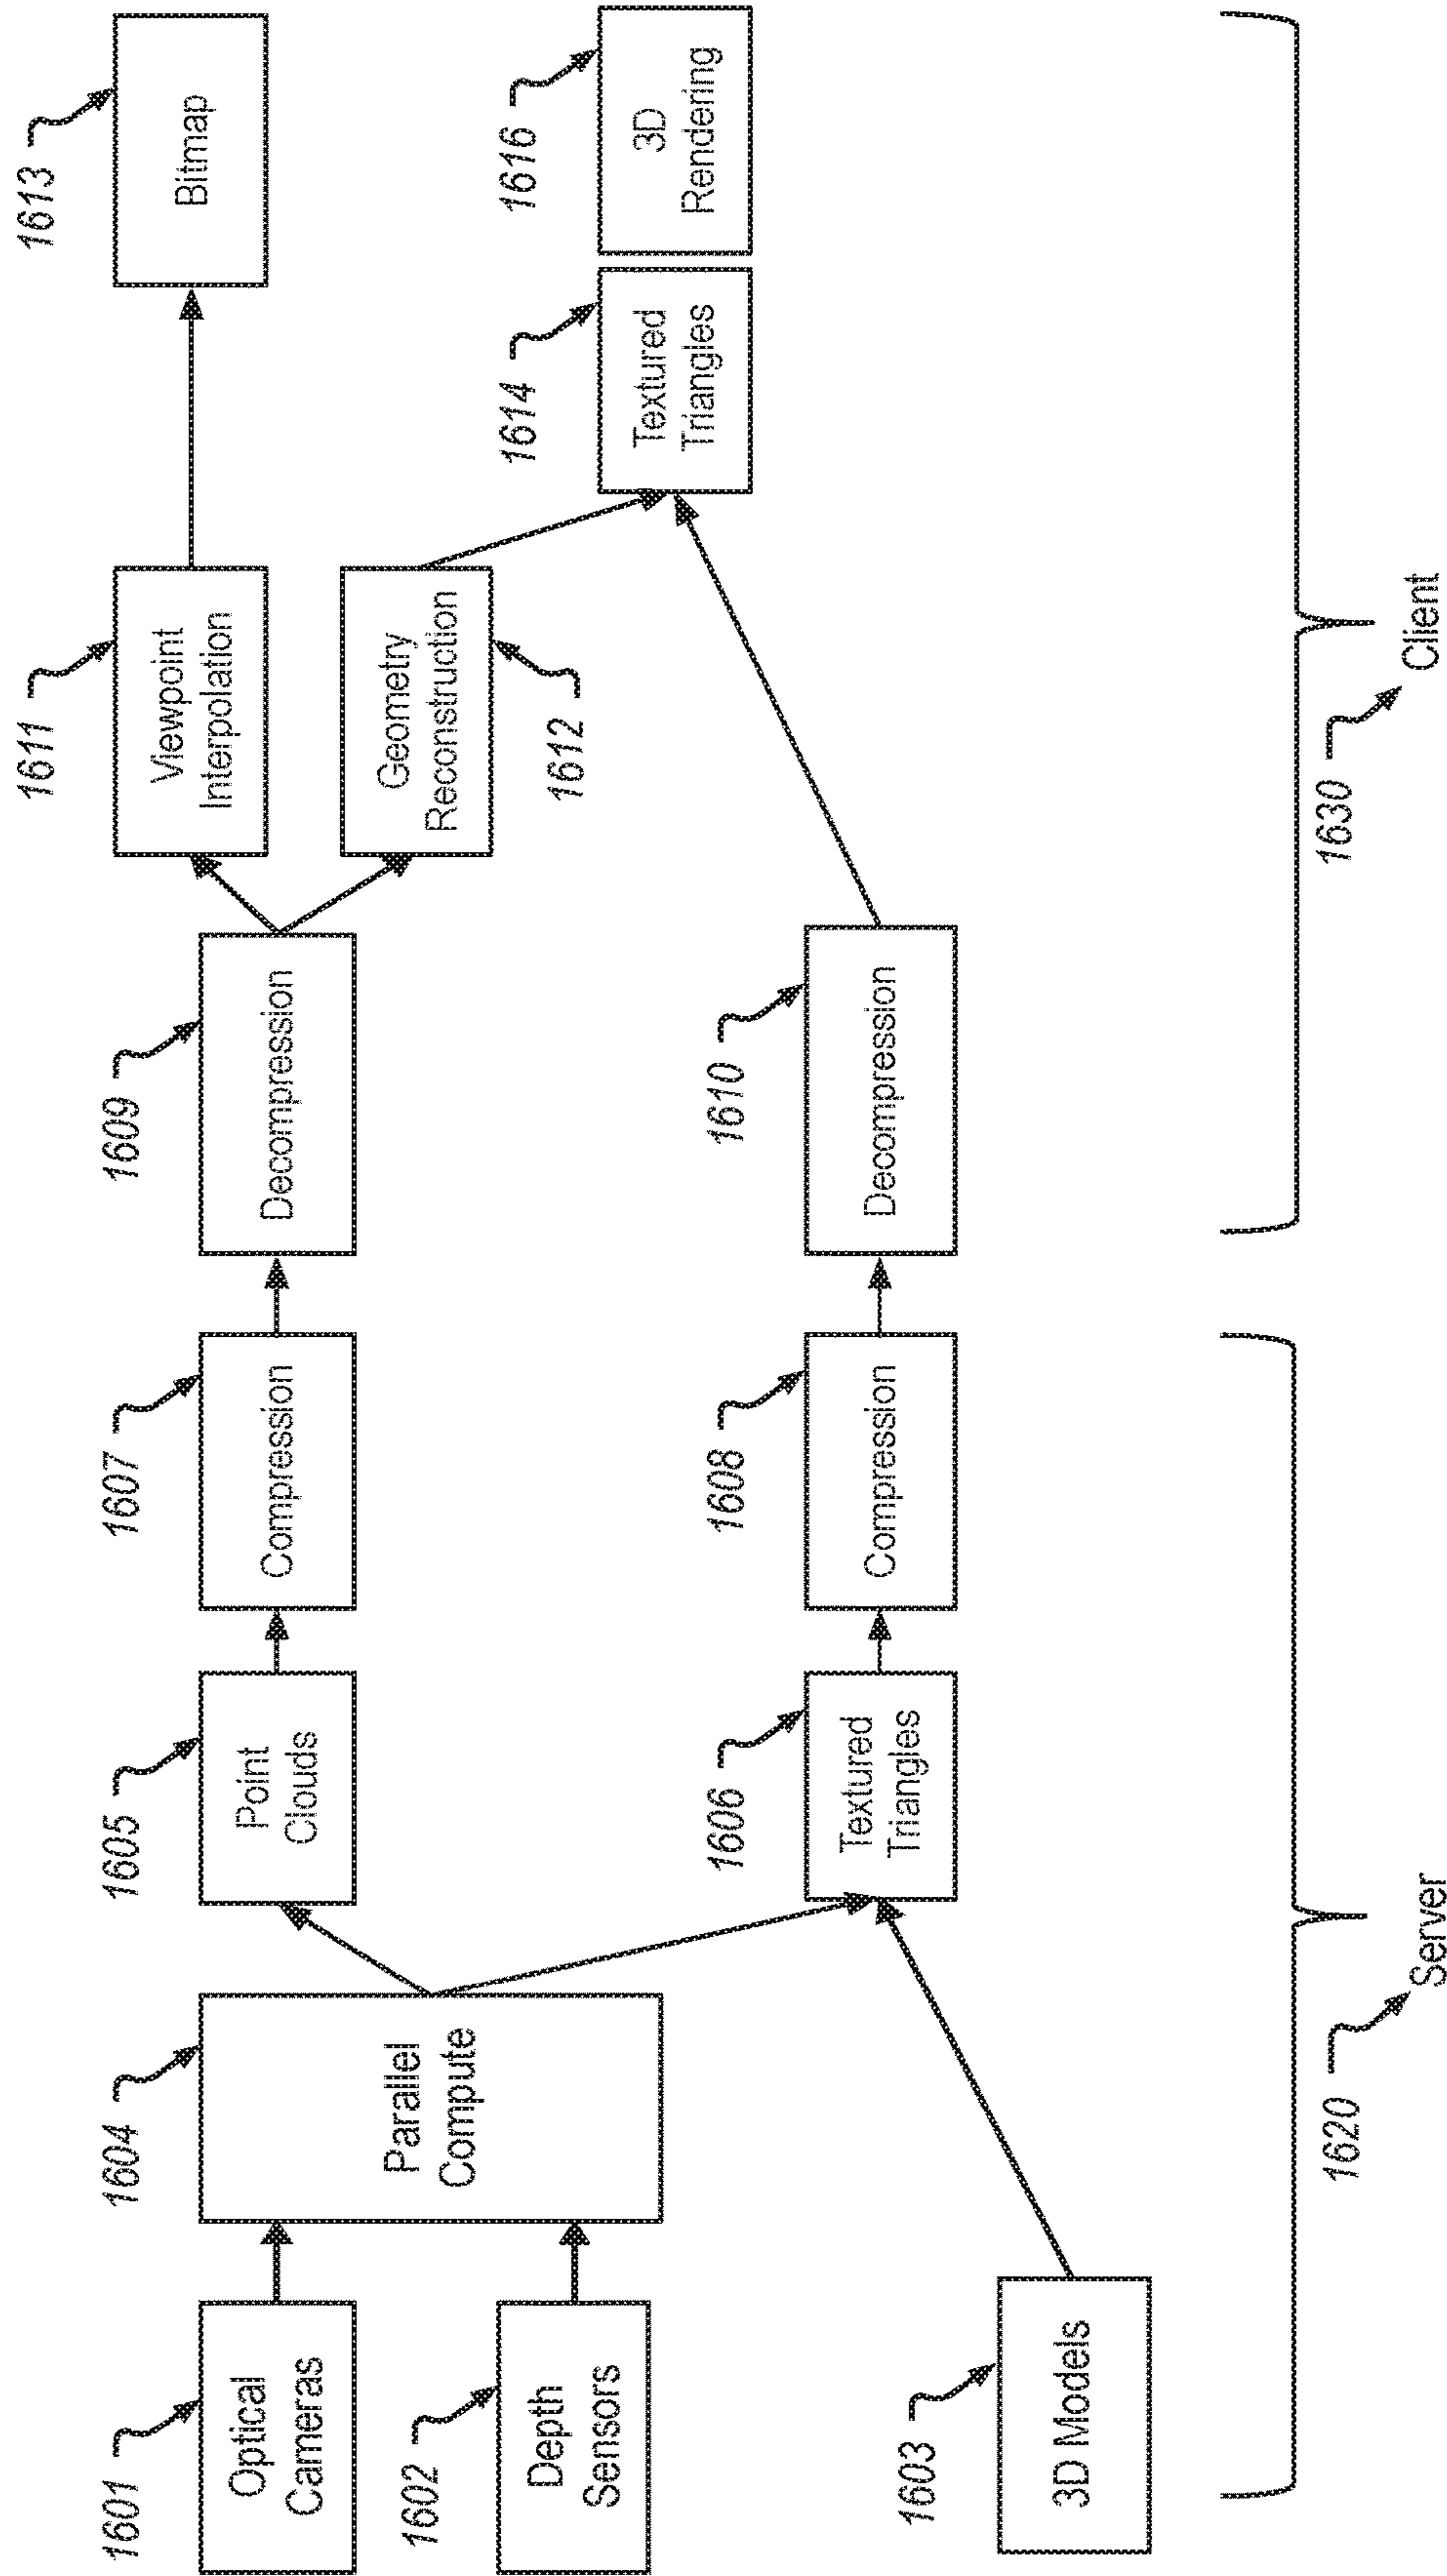 1601
Optical
Cameras
1602
Depth
Sensors
1603
3D Models
1604
Parallel
Compute
1605
Point
Clouds
1606
Textured
Triangles
1607
Compression
1608
Compression
1609
Decompression
1610
Decompression
1611
Viewpoint
Interpolation
Geometry
Reconstruction
1612
1613
Bitmap
1614
Textured
Triangles
1616
3D
Rendering
1620
Server
1630
Client